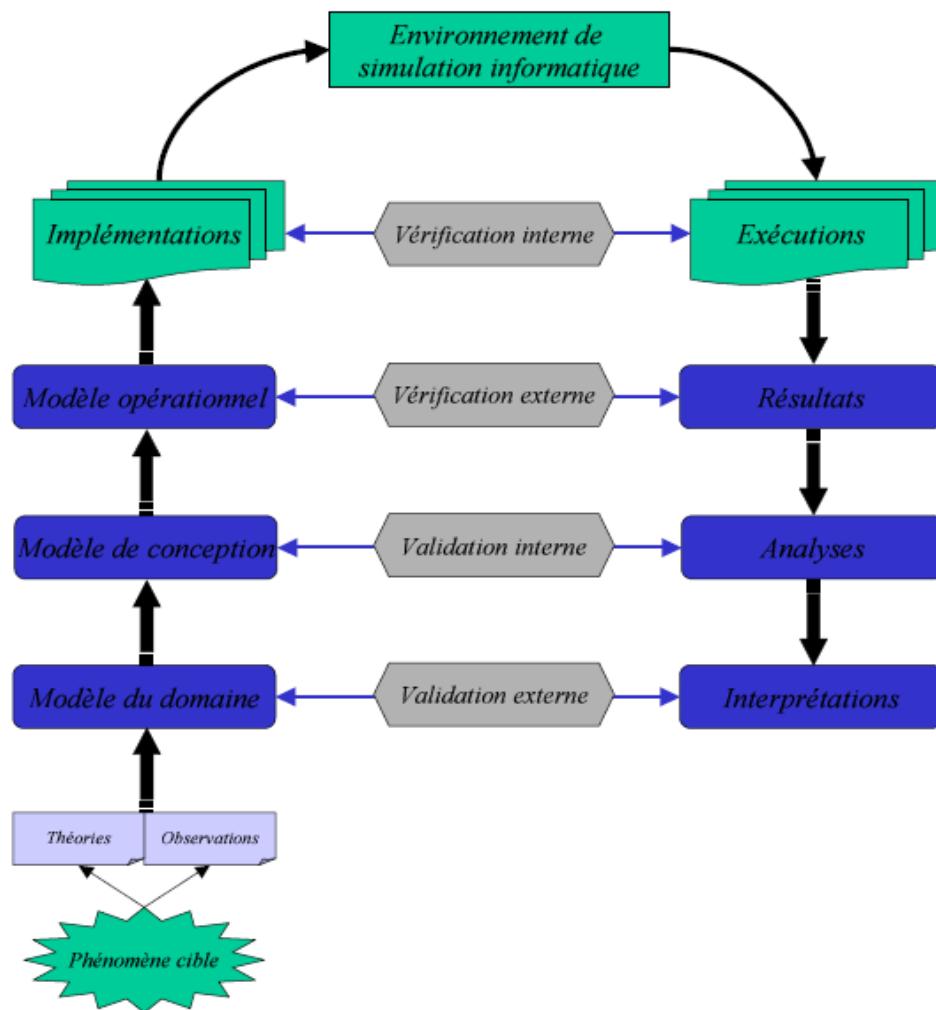 Environnement de
simulation informatique
Implémentations
Vérification interne
Exécutions
Modèle opérationnel
Vérification externe
Résultats
Modèle de conception
Validation interne
Analyses
Modèle du domaine
Validation externe
Interprétations
Théories
Observations
Phénomène cible